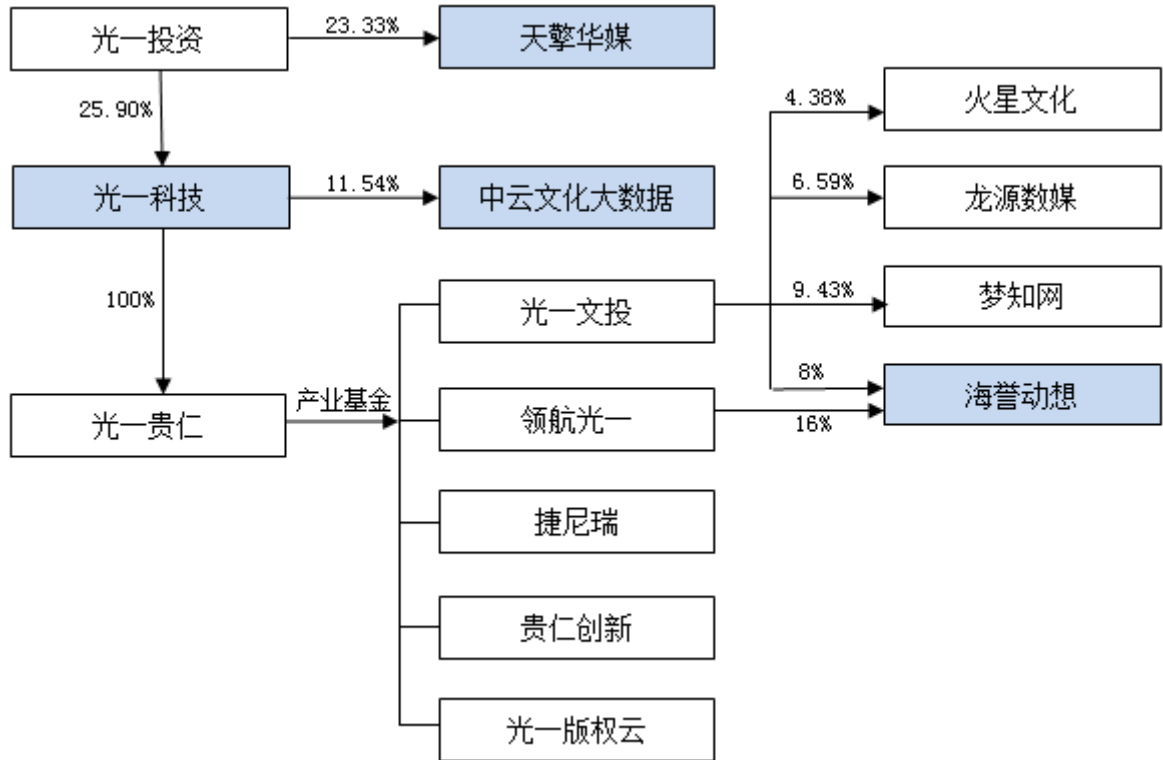 光一投资
23.33%
天擎华媒
25.90%
4.38%
火星文化
光一科技
11.54%
中云文化大数据
6.59%
龙源数媒
100%
光一文投
9.43%
梦知网
光一贵仁
产业基金
领航光一
8%
16%
海誉动想
捷尼瑞
贵仁创新
光一版权云